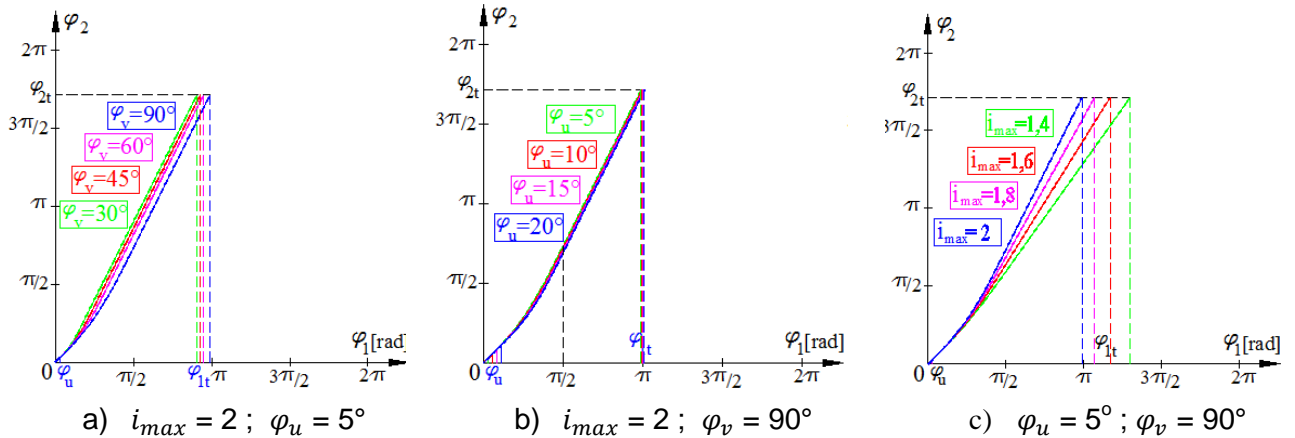 φ₂
2π
φ₂ₜ
3π/2
π
π/2
0
φᵥ=90°
φᵥ=60°
φᵥ=45°
φᵥ=30°
φᵤ
π/2
φ₁ₜ
π
3π/2
2π
φ₁[rad]
a) iₘₐₓ = 2 ; φᵤ = 5°
φ₂
2π
φ₂ₜ
3π/2
π
π/2
0
φᵤ=5°
φᵤ=10°
φᵤ=15°
φᵤ=20°
φᵤ
π/2
φ₁ₜ
π
3π/2
2π
φ₁[rad]
b) iₘₐₓ = 2 ; φᵥ = 90°
φ₂
2π
φ₂ₜ
3π/2
π
π/2
0
iₘₐₓ=1,4
iₘₐₓ=1,6
iₘₐₓ=1,8
iₘₐₓ=2
φᵤ
π/2
π
φ₁ₜ
3π/2
2π
φ₁[rad]
c) φᵤ = 5° ; φᵥ = 90°